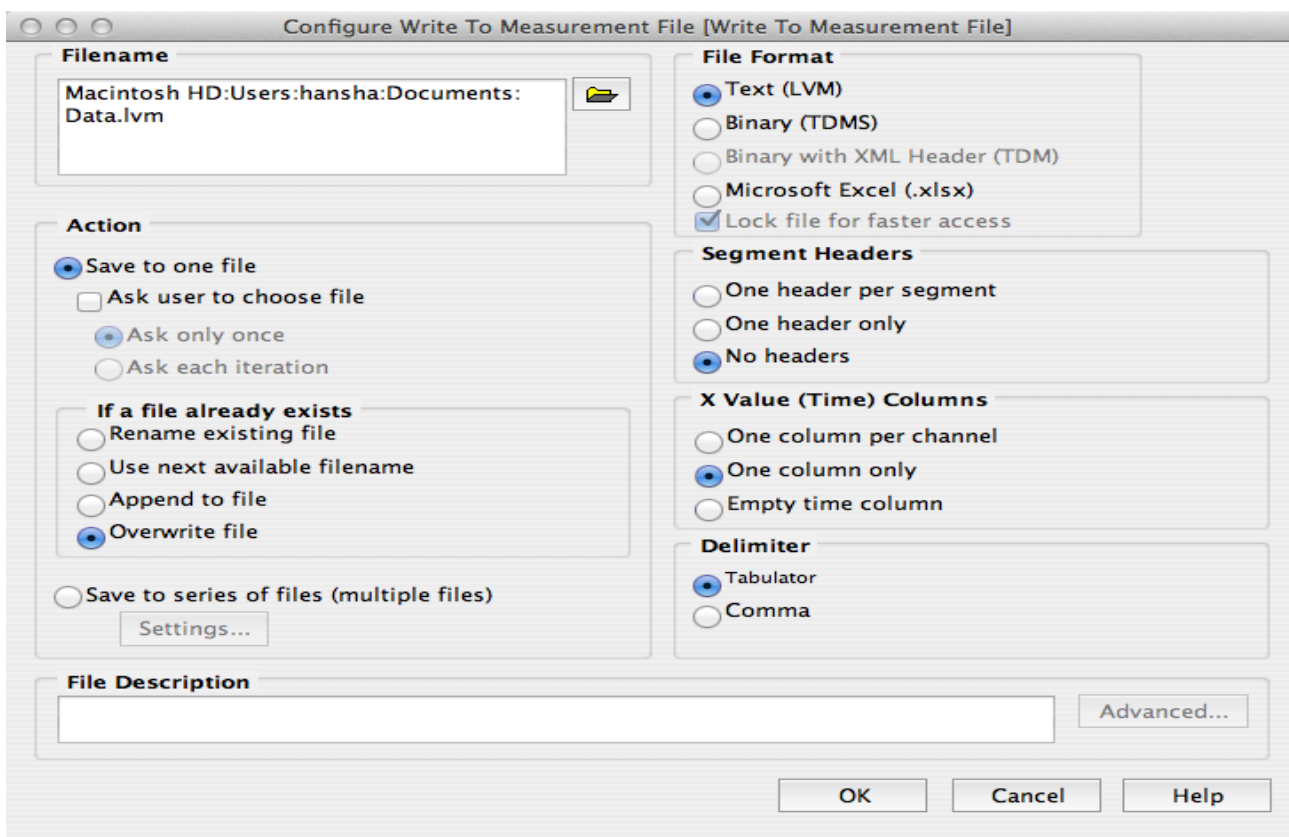 Configure Write To Measurement File [Write To Measurement File]
Filename
Macintosh HD:Users:hansha:Documents:
Data.lvm
Action
Save to one file
Ask user to choose file
Ask only once
Ask each iteration
If a file already exists
Rename existing file
Use next available filename
Append to file
Overwrite file
Save to series of files (multiple files)
Settings...
File Format
Text (LVM)
Binary (TDMS)
Binary with XML Header (TDM)
Microsoft Excel (.xlsx)
Lock file for faster access
Segment Headers
One header per segment
One header only
No headers
X Value (Time) Columns
One column per channel
One column only
Empty time column
Delimiter
Tabulator
Comma
File Description
Advanced...
OK
Cancel
Help